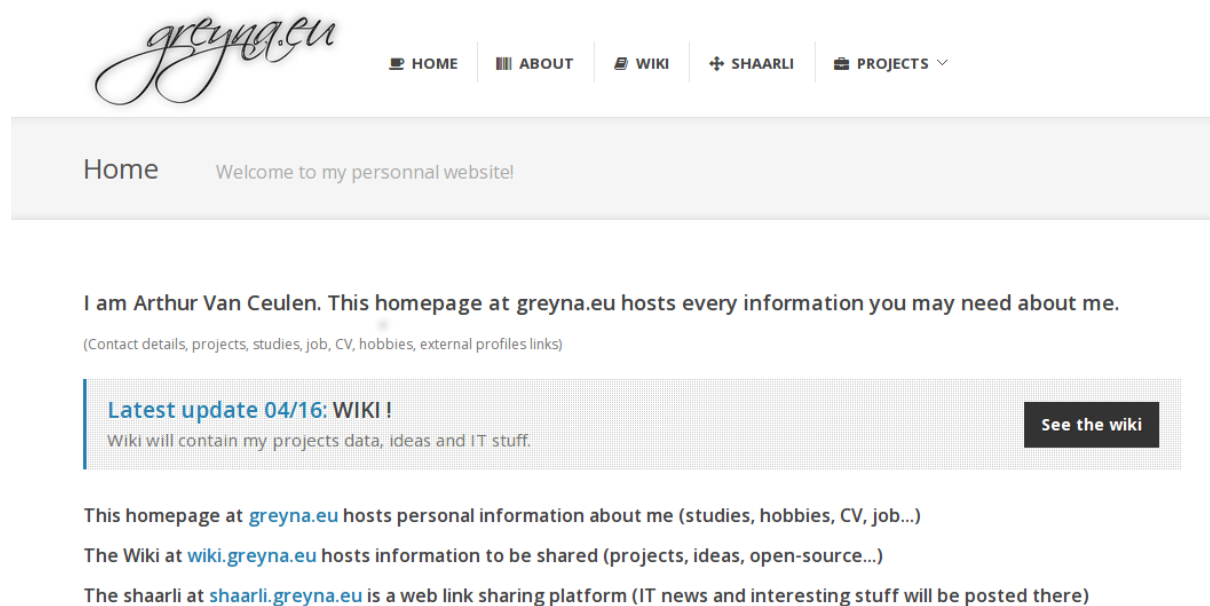 greyna.eu
HOME ABOUT WIKI SHAARLI PROJECTS
Home Welcome to my personnal website!
I am Arthur Van Ceulen. This homepage at greyna.eu hosts every information you may need about me.
(Contact details, projects, studies, job, CV, hobbies, external profiles links)
Latest update 04/16: WIKI !
Wiki will contain my projects data, ideas and IT stuff.
See the wiki
This homepage at greyna.eu hosts personal information about me (studies, hobbies, CV, job...)
The Wiki at wiki.greyna.eu hosts information to be shared (projects, ideas, open-source...)
The shaarli at shaarli.greyna.eu is a web link sharing platform (IT news and interesting stuff will be posted there)